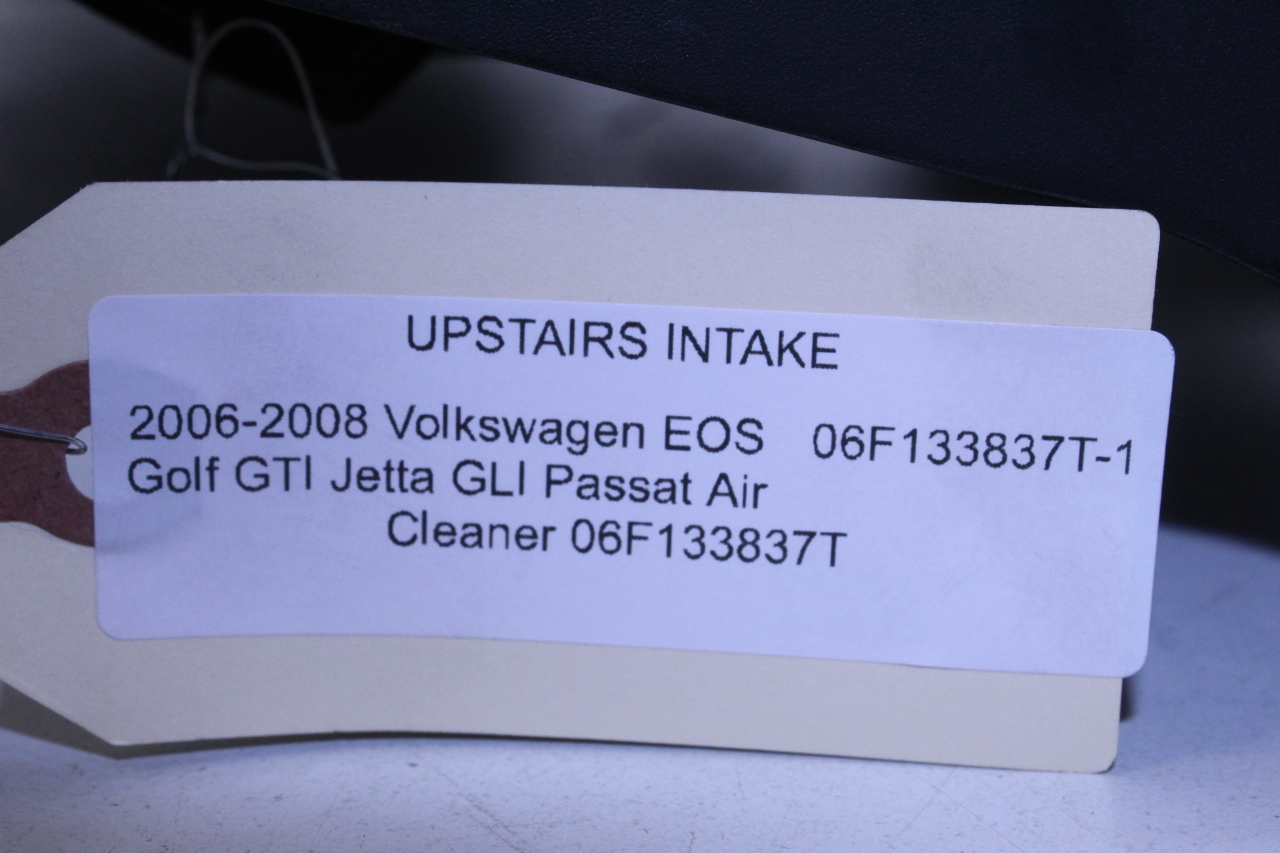 UPSTAIRS INTAKE
2006-2008 Volkswagen EOS 06F133837T-1
Golf GTI Jetta GLI Passat Air
Cleaner 06F133837T